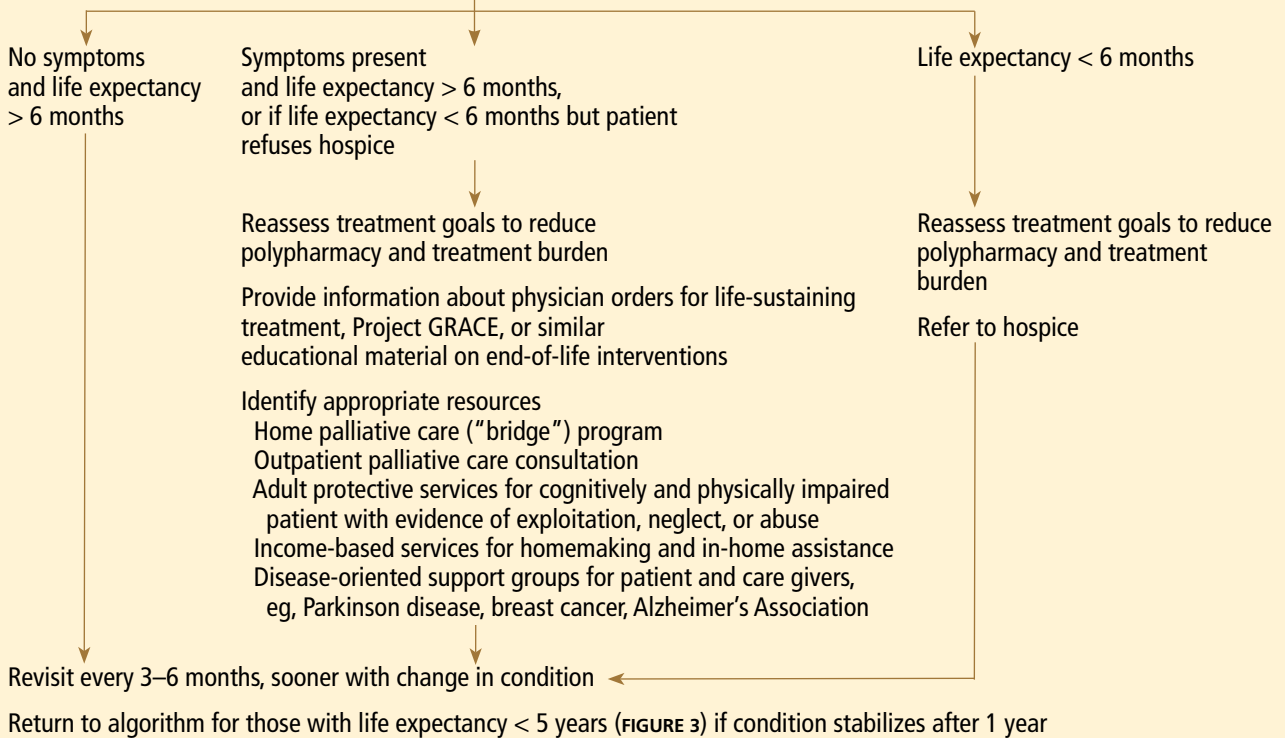 No symptoms
and life expectancy
> 6 months
Symptoms present
and life expectancy > 6 months,
or if life expectancy < 6 months but patient
refuses hospice
Life expectancy < 6 months
Reassess treatment goals to reduce
polypharmacy and treatment burden
Provide information about physician orders for life-sustaining
treatment, Project GRACE, or similar
educational material on end-of-life interventions
Identify appropriate resources
Home palliative care (“bridge”) program
Outpatient palliative care consultation
Adult protective services for cognitively and physically impaired
patient with evidence of exploitation, neglect, or abuse
Income-based services for homemaking and in-home assistance
Disease-oriented support groups for patient and care givers,
eg, Parkinson disease, breast cancer, Alzheimer’s Association
Reassess treatment goals to reduce
polypharmacy and treatment
burden
Refer to hospice
Revisit every 3–6 months, sooner with change in condition
Return to algorithm for those with life expectancy < 5 years (FIGURE 3) if condition stabilizes after 1 year